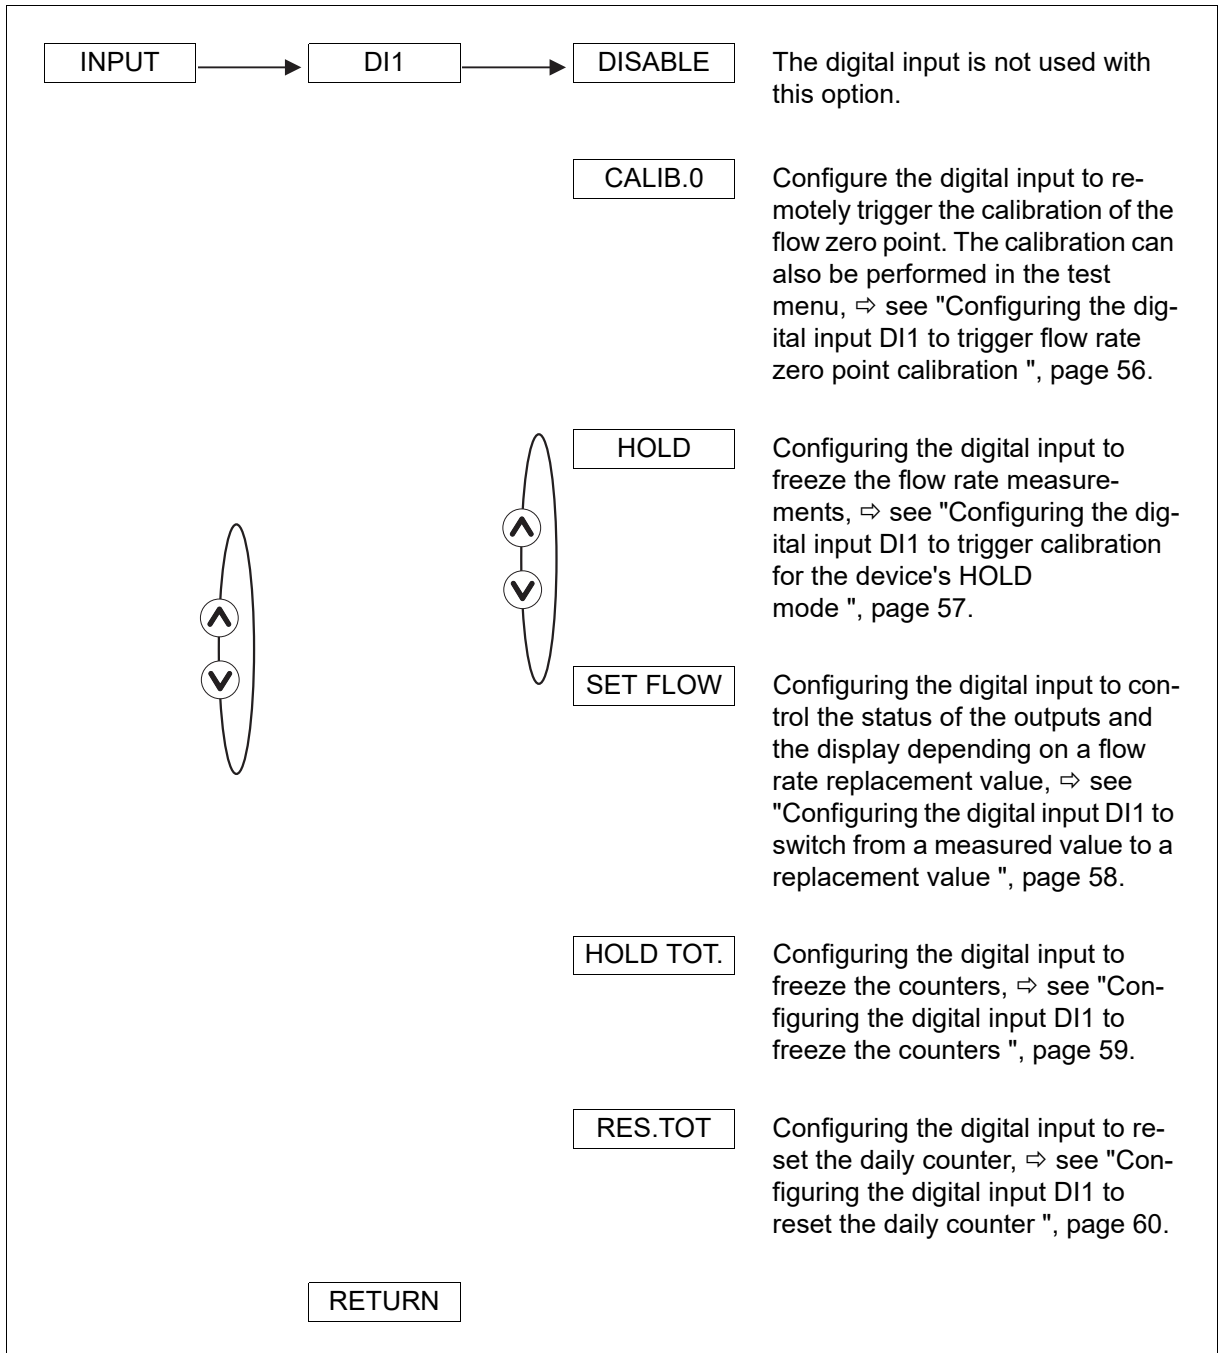 INPUT
DI1
DISABLE
The digital input is not used with
this option.
CALIB.0
Configure the digital input to re-
motely trigger the calibration of the
flow zero point. The calibration can
also be performed in the test
menu, ⇨ see "Configuring the dig-
ital input DI1 to trigger flow rate
zero point calibration ", page 56.
HOLD
Configuring the digital input to
freeze the flow rate measure-
ments, ⇨ see "Configuring the dig-
ital input DI1 to trigger calibration
for the device's HOLD
mode ", page 57.
SET FLOW
Configuring the digital input to con-
trol the status of the outputs and
the display depending on a flow
rate replacement value, ⇨ see
"Configuring the digital input DI1 to
switch from a measured value to a
replacement value ", page 58.
HOLD TOT.
Configuring the digital input to
freeze the counters, ⇨ see "Con-
figuring the digital input DI1 to
freeze the counters ", page 59.
RES.TOT
Configuring the digital input to re-
set the daily counter, ⇨ see "Con-
figuring the digital input DI1 to
reset the daily counter ", page 60.
RETURN